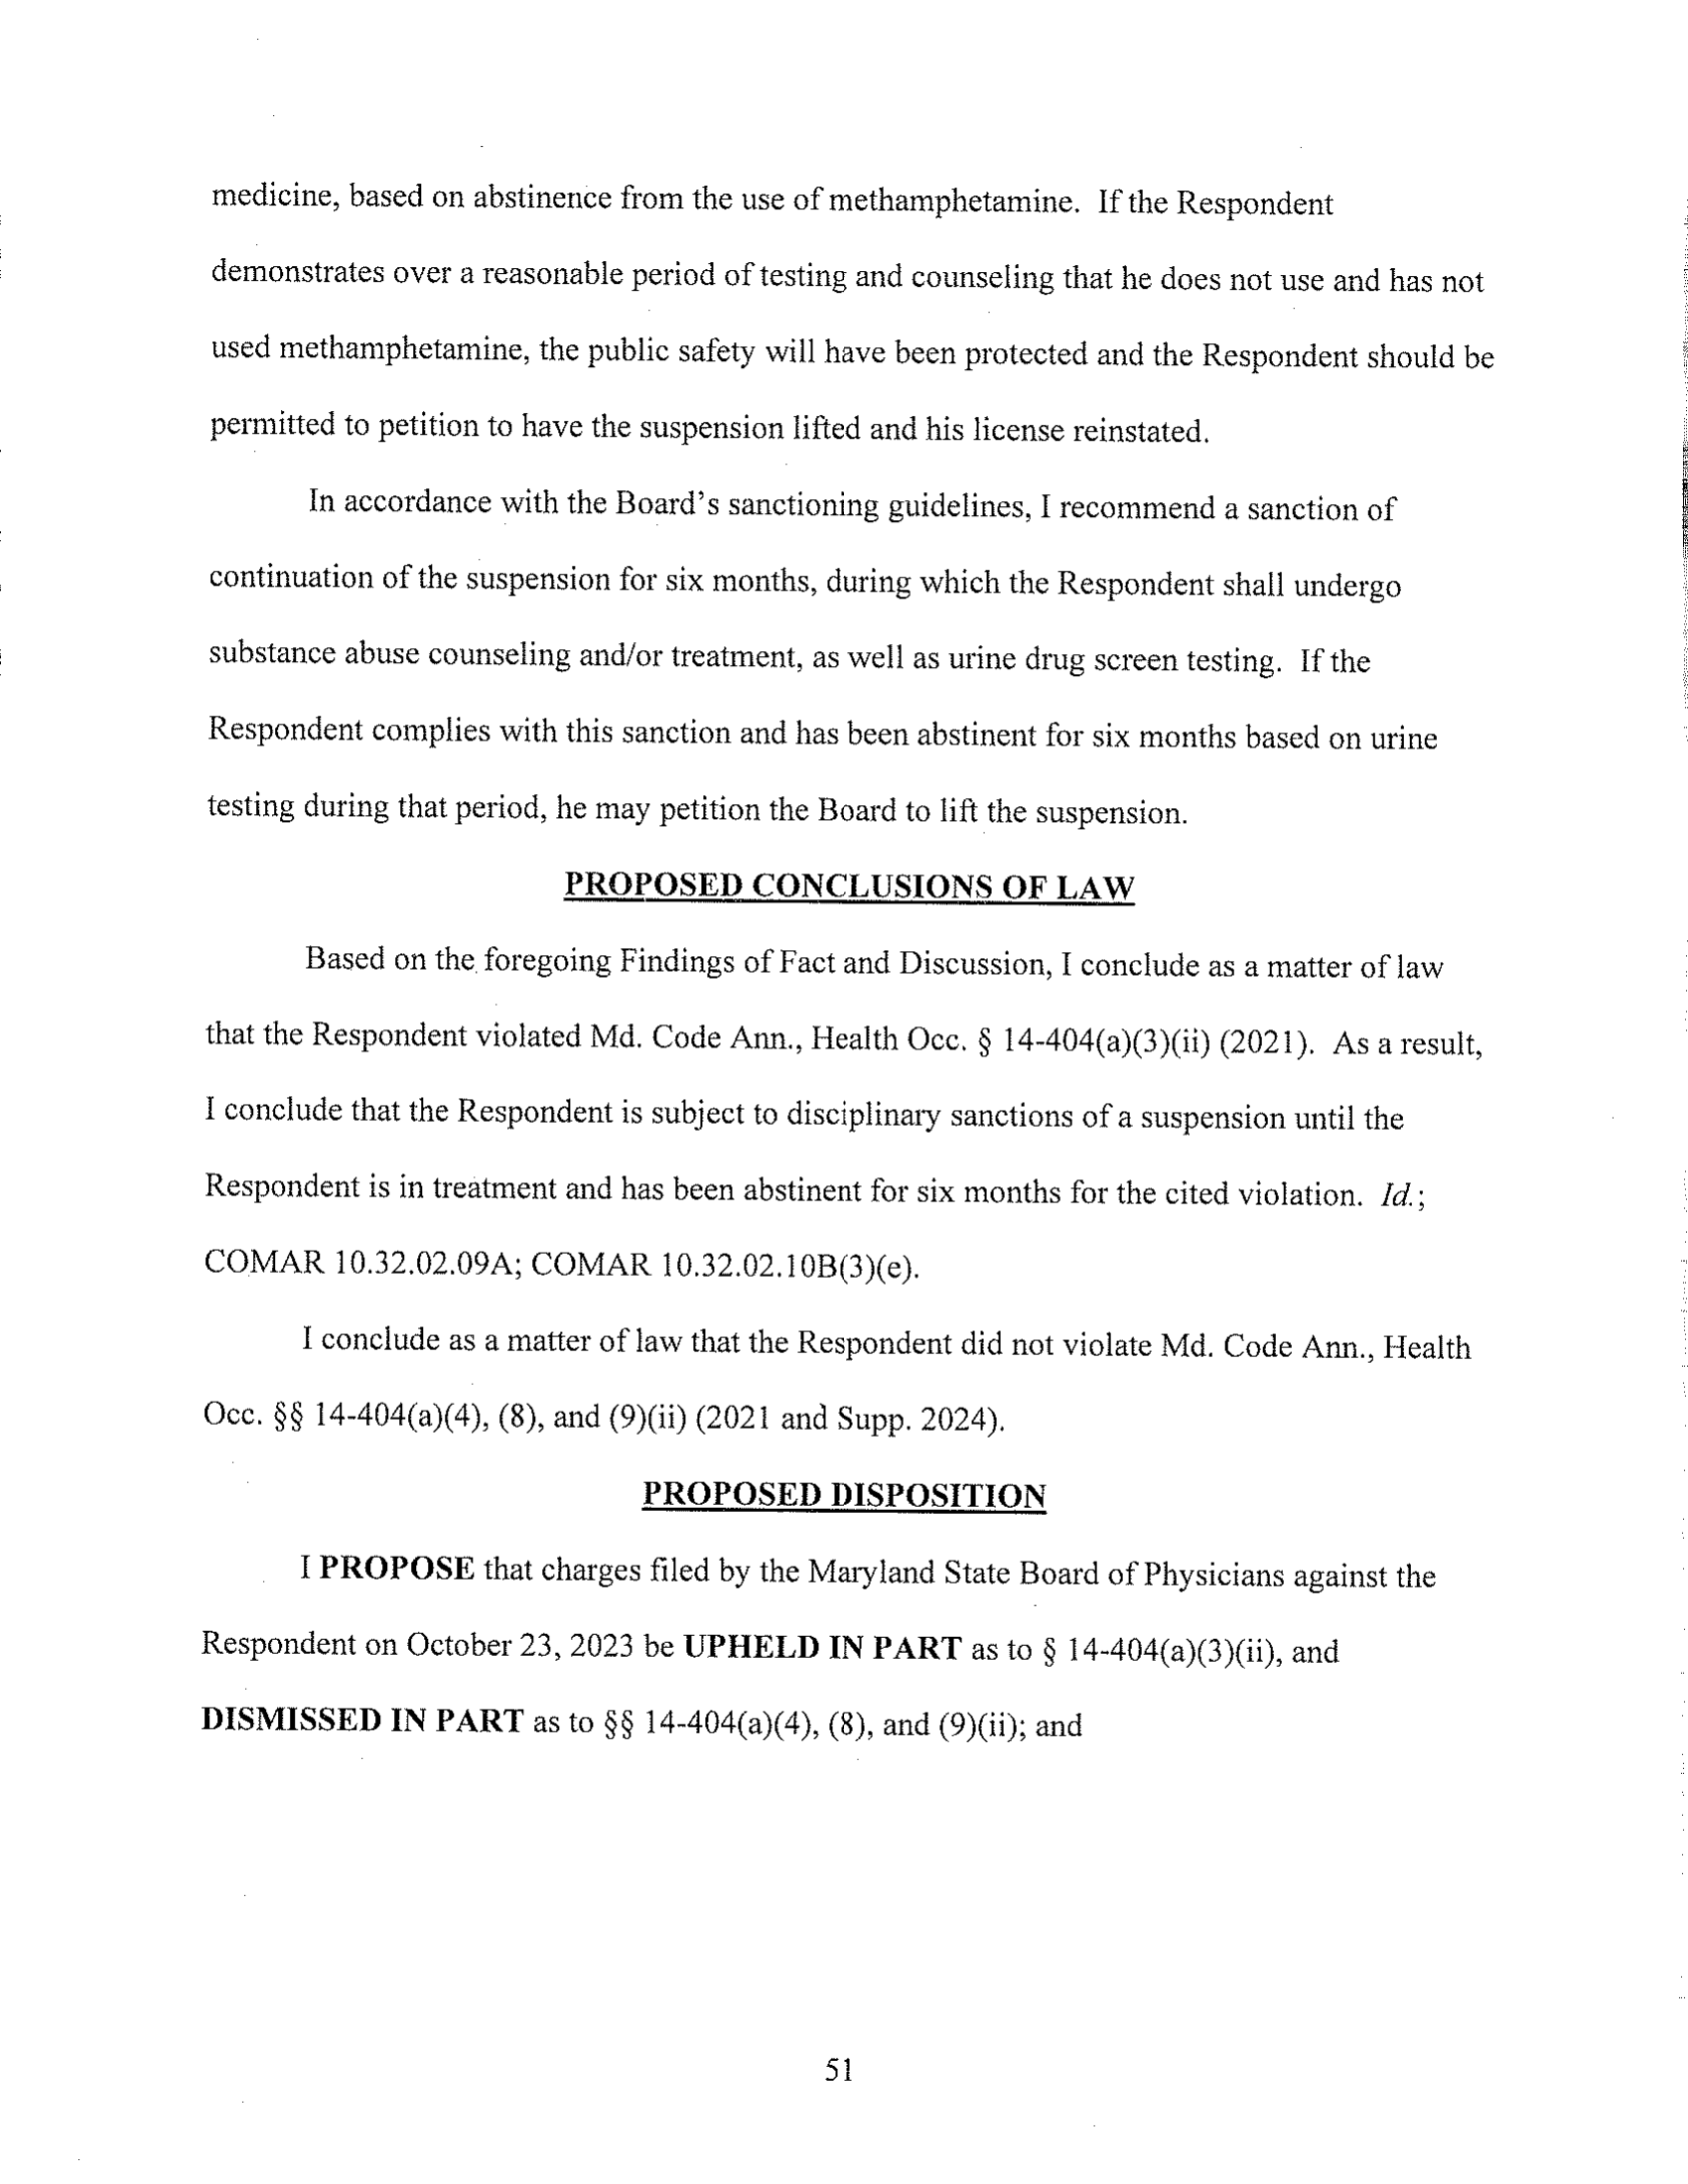 medicine, based on abstinence from the use of methamphetamine. If the Respondent
demonstrates over a reasonable period of testing and counseling that he does not use and has not
used methamphetamine, the public safety will have been protected and the Respondent should be
permitted to petition to have the suspension lifted and his license reinstated.
In accordance with the Board's sanctioning guidelines, I recommend a sanction of
continuation of the suspension for six months, during which the Respondent shall undergo
substance abuse counseling and/or treatment, as well as urine drug screen testing. If the
Respondent complies with this sanction and has been abstinent for six months based on urine
testing during that period, he may petition the Board to lift the suspension.
PROPOSED CONCLUSIONS OF LAW
Based on the foregoing Findings of Fact and Discussion, I conclude as a matter of law
that the Respondent violated Md. Code Ann., Health Occ. § 14-404(a)(3)(ii) (2021). As a result,
I conclude that the Respondent is subject to disciplinary sanctions of a suspension until the
Respondent is in treatment and has been abstinent for six months for the cited violation. Id.;
COMAR 10.32.02.09A; COMAR 10.32.02.10B(3)(e).
I conclude as a matter of law that the Respondent did not violate Md. Code Ann., Health
Occ. §§ 14-404(a)(4), (8), and (9)(ii) (2021 and Supp. 2024).
PROPOSED DISPOSITION
I PROPOSE that charges filed by the Maryland State Board of Physicians against the
Respondent on October 23, 2023 be UPHELD IN PART as to § 14-404(a)(3)(ii), and
DISMISSED IN PART as to §§ 14-404(a)(4), (8), and (9)(ii); and
51